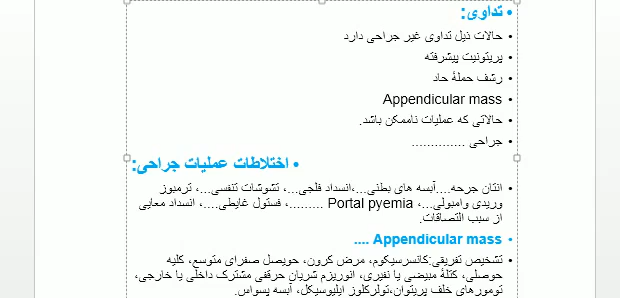 • تداوی:
• حالات ذیل تداوی غیر جراحی دارد
• پریتونیت پیشرفته
• رشف حملهٔ حاد
• Appendicular mass
• حالاتی که عملیات ناممکن باشد.
• جراحی ..............
• اختلاطات عملیات جراحی:
• انتان جرحه....آبسه های بطنی...،انسداد فلجی...، تشوشات تنفسی...، ترمبوز
وریدی وامبولی...، Portal pyemia .........، فستول غایطی....، انسداد معایی
از سبب التصاقات.
• Appendicular mass ....
• تشخیص تفریقی:کانسرسیکوم، مرض کرون، حویصل صفرای متوسع، کلیه
حوصلی، کتلهٔ مبیضی یا نفیری، انوریزم شریان حرقفی مشترک داخلی یا خارجی،
تومورهای خلف پریتوان،تولرکلوز ایلیوسیکل، آبسه پسواس.